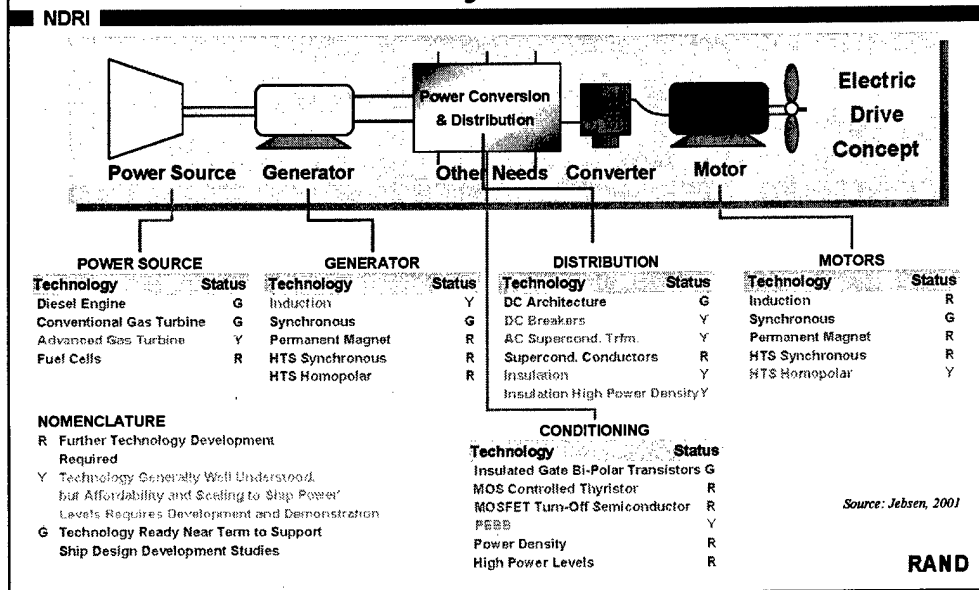 NDRI
Power Conversion
& Distribution
Electric
Drive
Concept
Power Source Generator Other Needs Converter Motor
POWER SOURCE
Technology Status
Diesel Engine G
Conventional Gas Turbine G
Advanced Gas Turbine Y
Fuel Cells R
GENERATOR
Technology Status
Induction Y
Synchronous G
Permanent Magnet R
HTS Synchronous R
HTS Homopolar R
DISTRIBUTION
Technology Status
DC Architecture G
DC Breakers Y
AC Supercond. Trfm. Y
Supercond. Conductors R
Insulation Y
Insulation High Power Density Y
MOTORS
Technology Status
Induction R
Synchronous G
Permanent Magnet R
HTS Synchronous R
HTS Homopolar Y
NOMENCLATURE
R Further Technology Development
Required
Y Technology Generally Well Understood,
but Affordability and Scaling to Ship Power
Levels Requires Development and Demonstration
G Technology Ready Near Term to Support
Ship Design Development Studies
CONDITIONING
Technology Status
Insulated Gate Bi-Polar Transistors G
MOS Controlled Thyristor R
MOSFET Turn-Off Semiconductor R
PEBB Y
Power Density R
High Power Levels R
Source: Jebsen, 2001
RAND